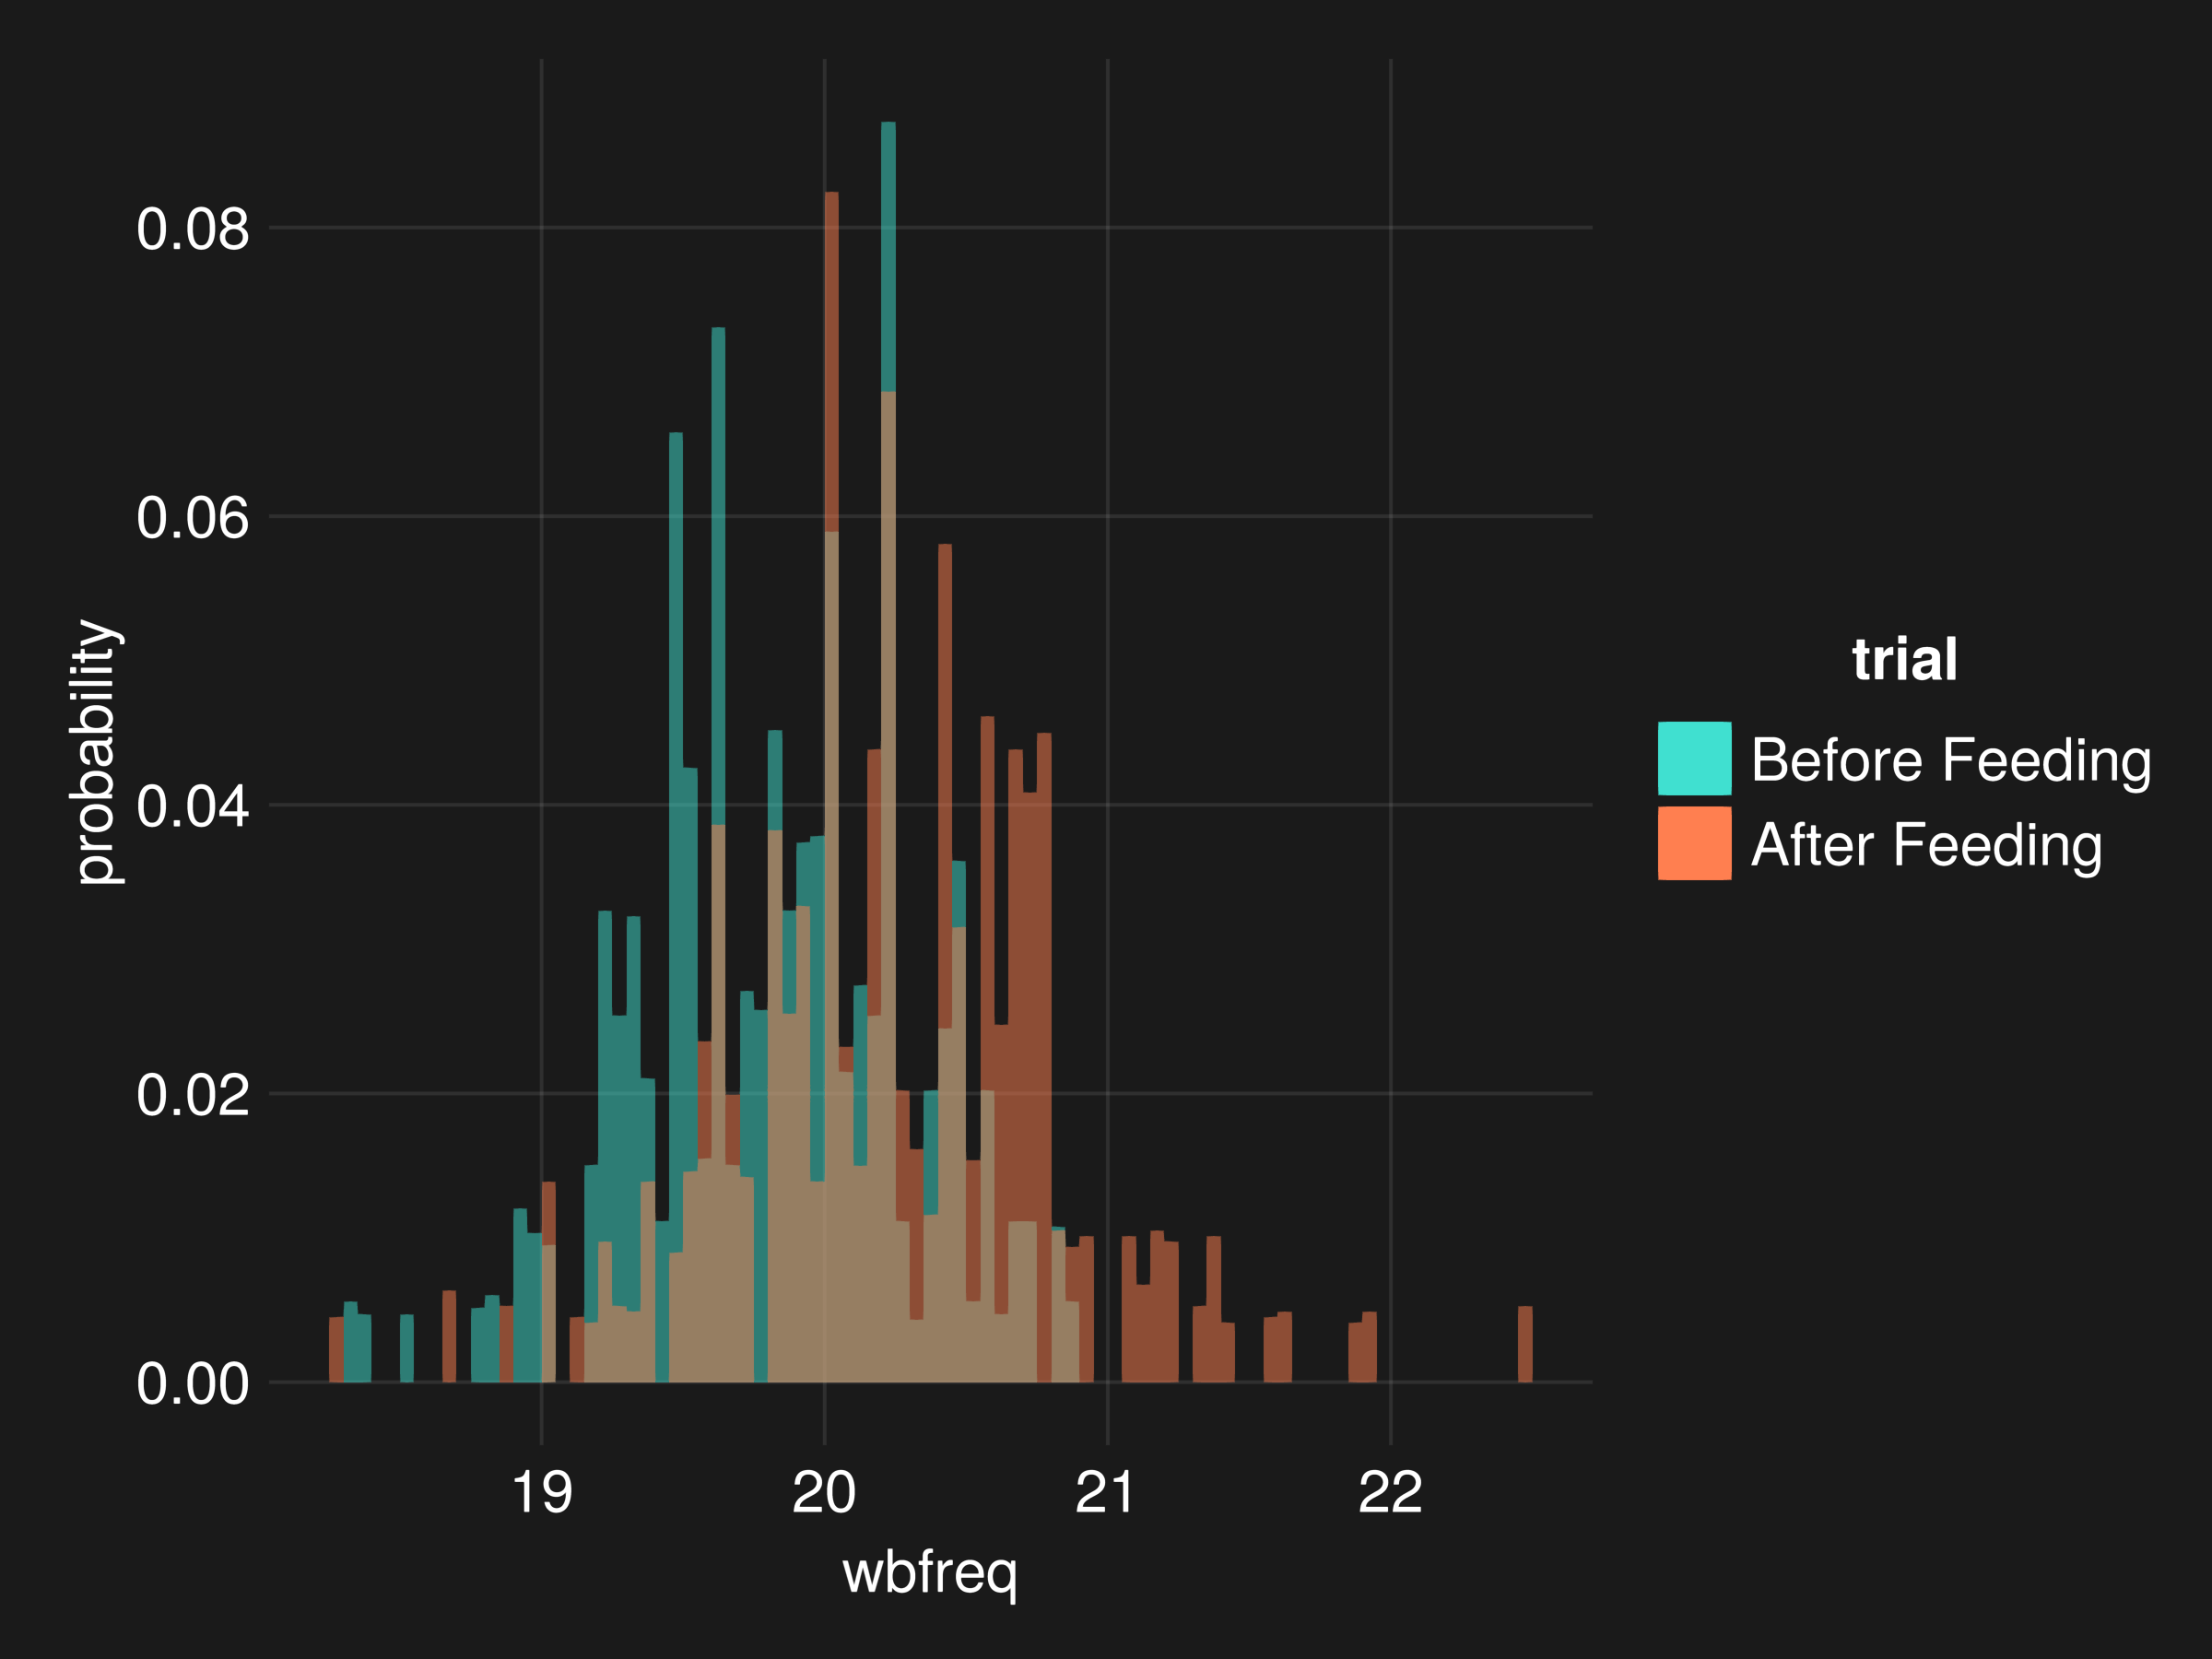 0.08
0.06
0.04
0.02
0.00
probability
19 20 21 22
wbfreq
trial
Before Feeding
After Feeding